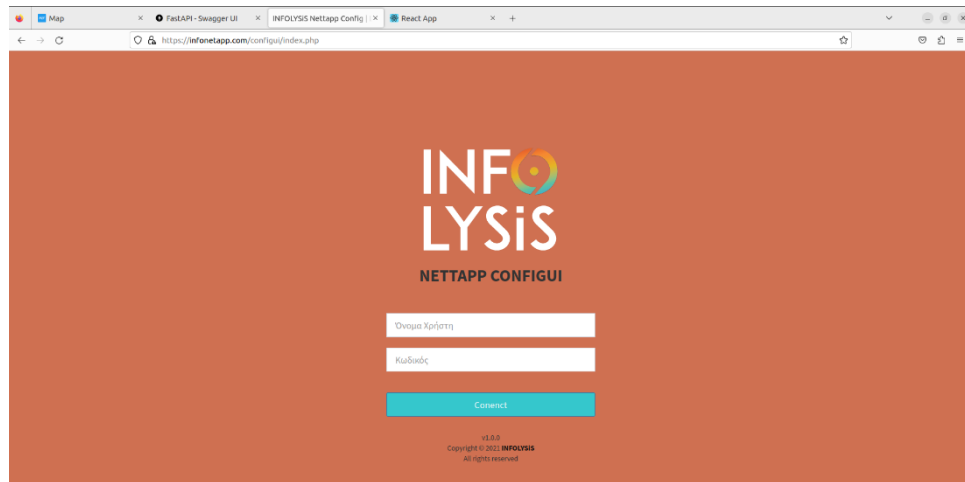 Map
FastAPI - Swagger UI
INFOLYSiS Nettapp Config |
React App
https://infonetapp.com/configui/index.php
INFO
LYSiS
NETTAPP CONFIGUI
Όνομα Χρήστη
Κωδικός
Conenct
v1.0.0
Copyright © 2021 INFOLYSIS
All rights reserved